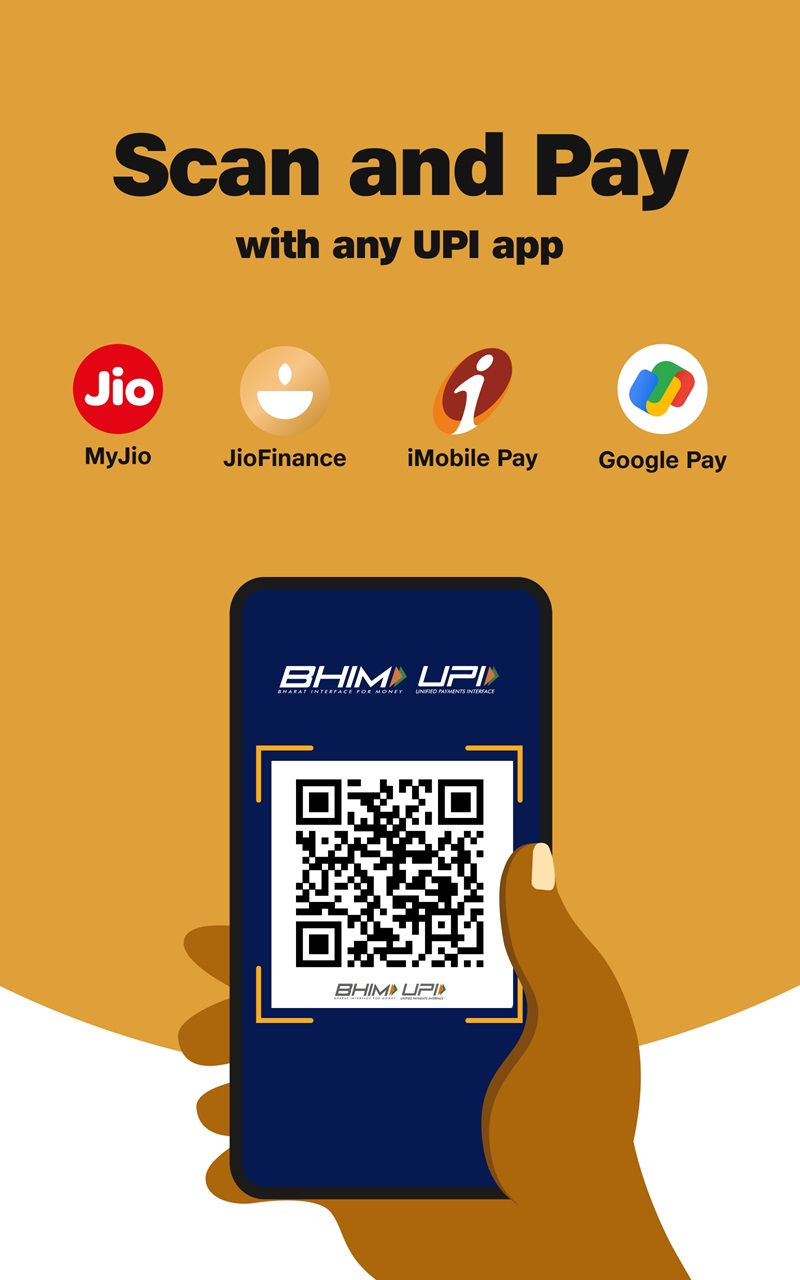 Scan and Pay
with any UPI app
Jio
MyJio
JioFinance
i
iMobile Pay
Google Pay
BHIM UPI
BHARAT INTERFACE FOR MONEY UNIFIED PAYMENTS INTERFACE
BHIM UPI
BHARAT INTERFACE FOR MONEY UNIFIED PAYMENTS INTERFACE